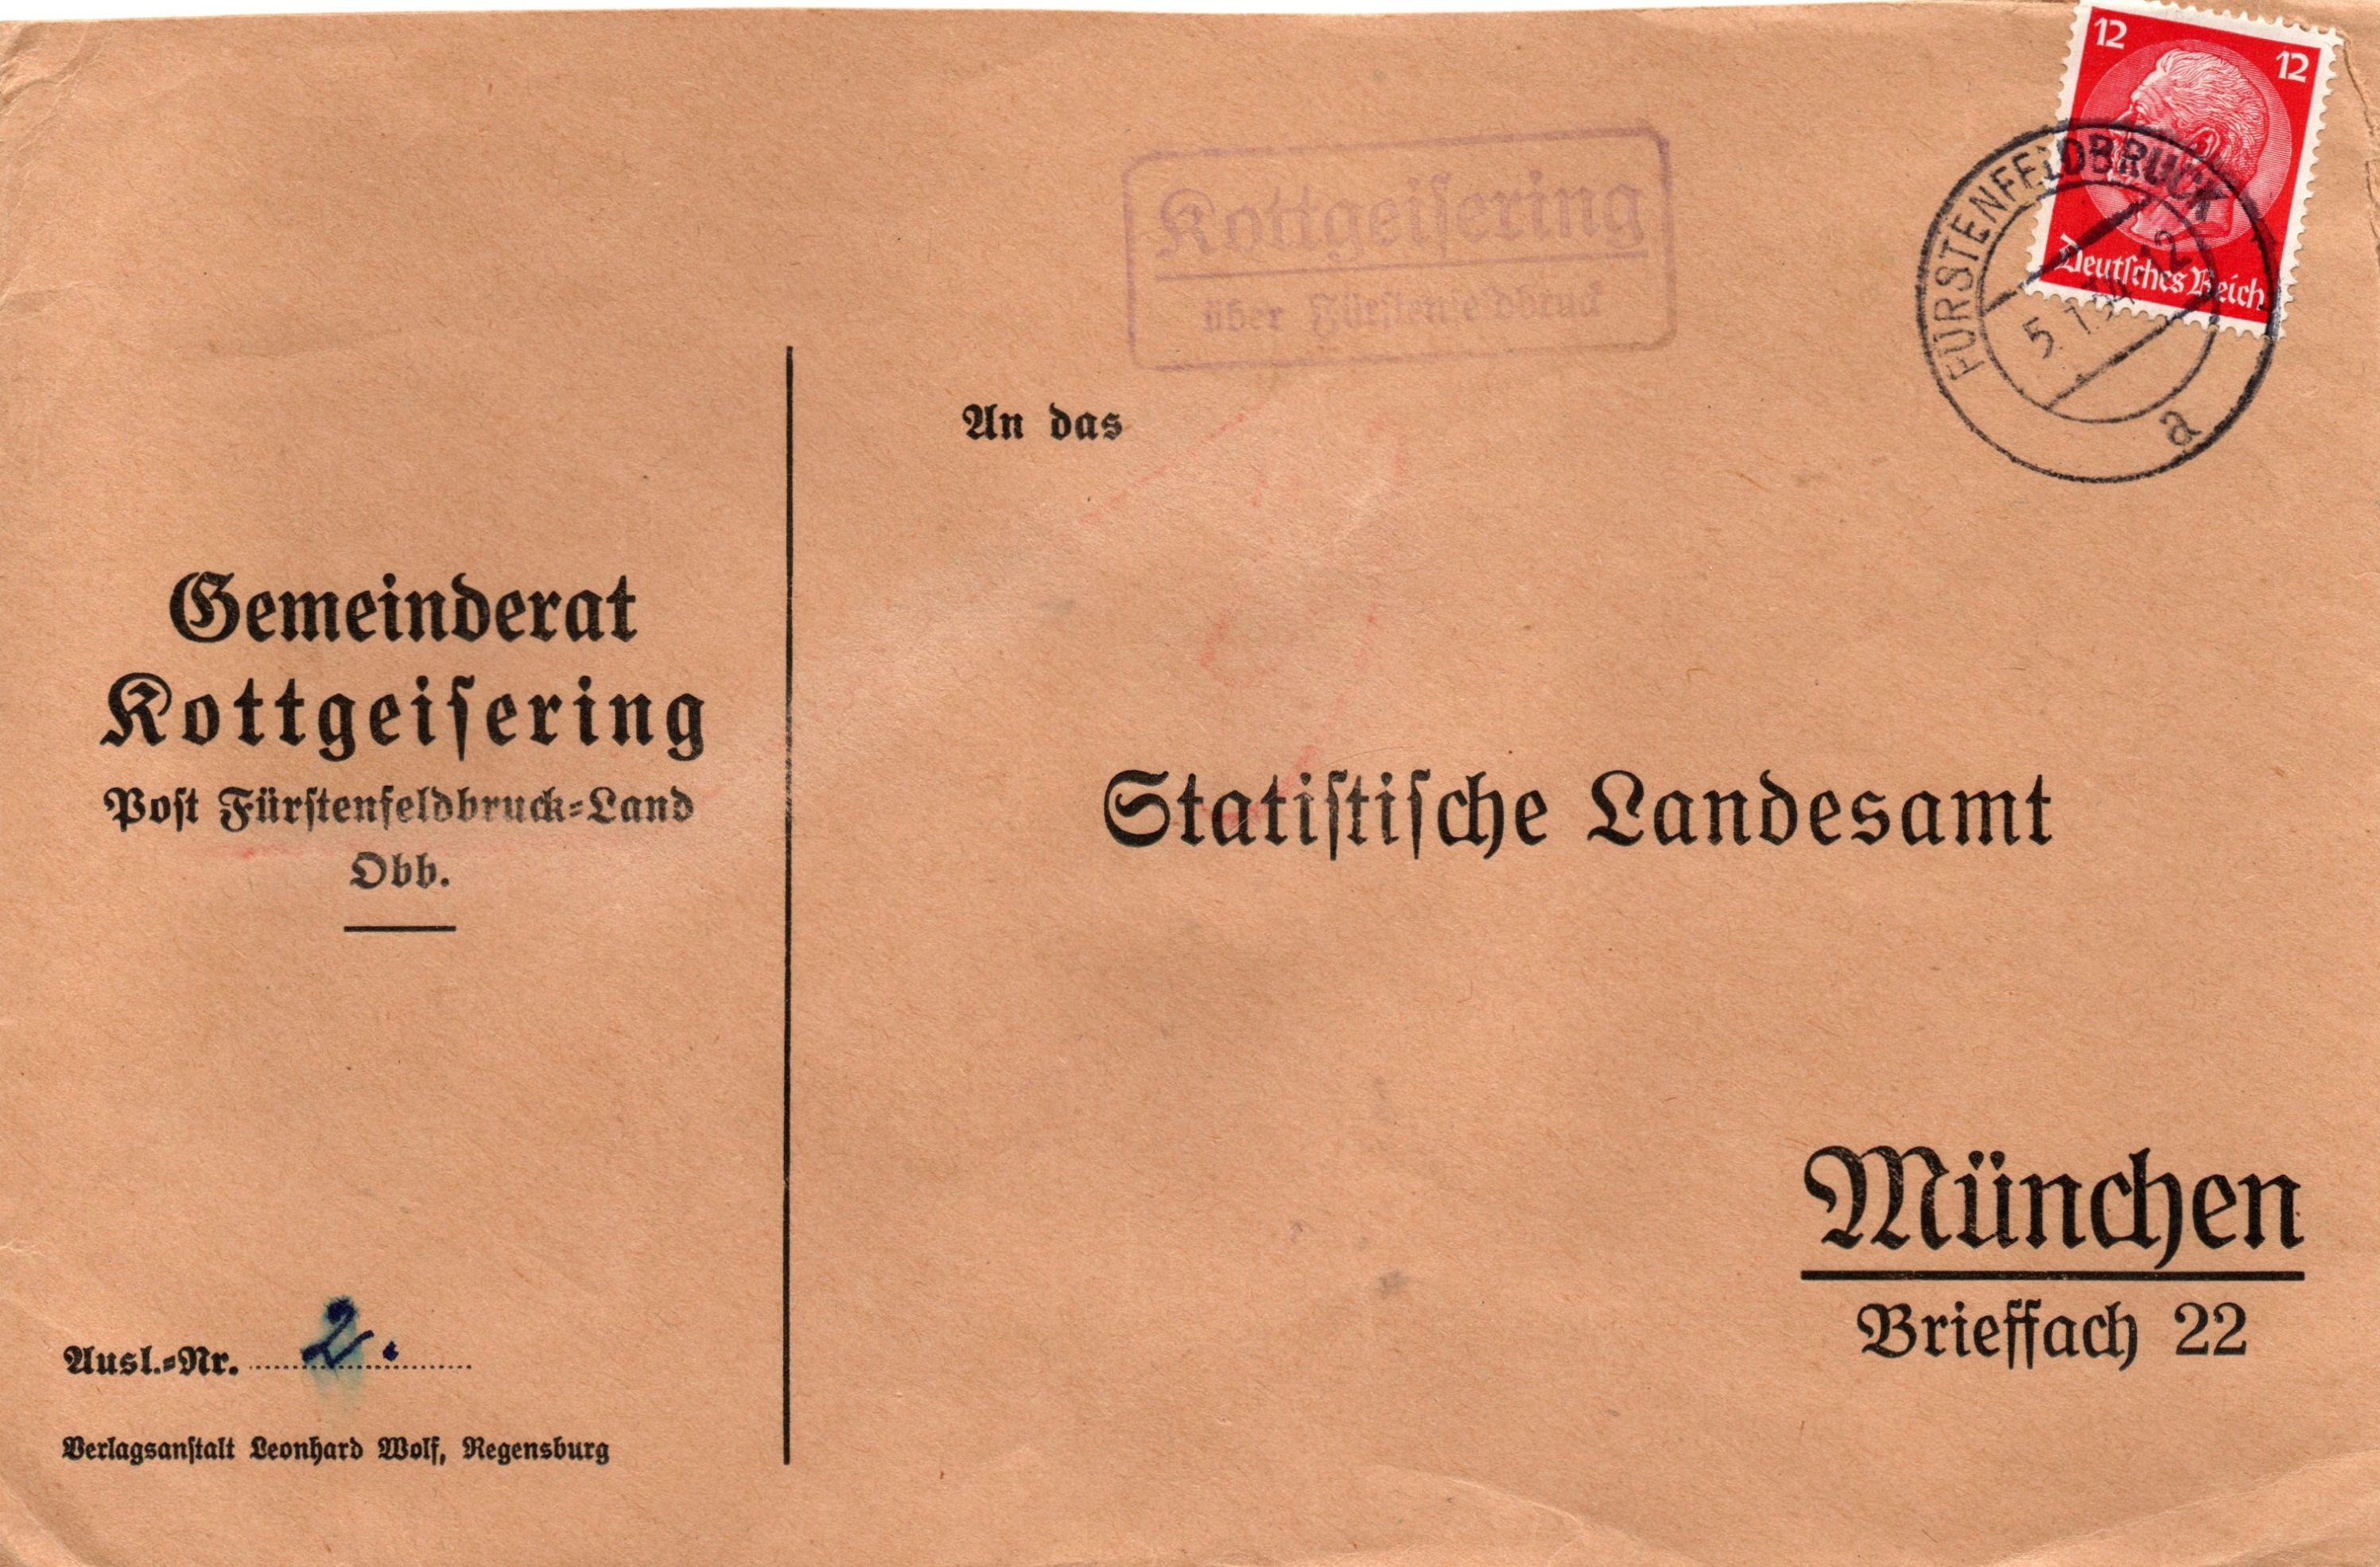 12 12
Deutsches Reich
FÜRSTENFELDBRUCK
a
Kottgeisering
über Fürstenfeldbruck
An das
Gemeinderat
Kottgeisering
Post Fürstenfeldbruck=Land
Obb.
Statistische Landesamt
München
Brieffach 22
Ausl.=Nr. 2.
Verlagsanstalt Leonhard Wolf, Regensburg